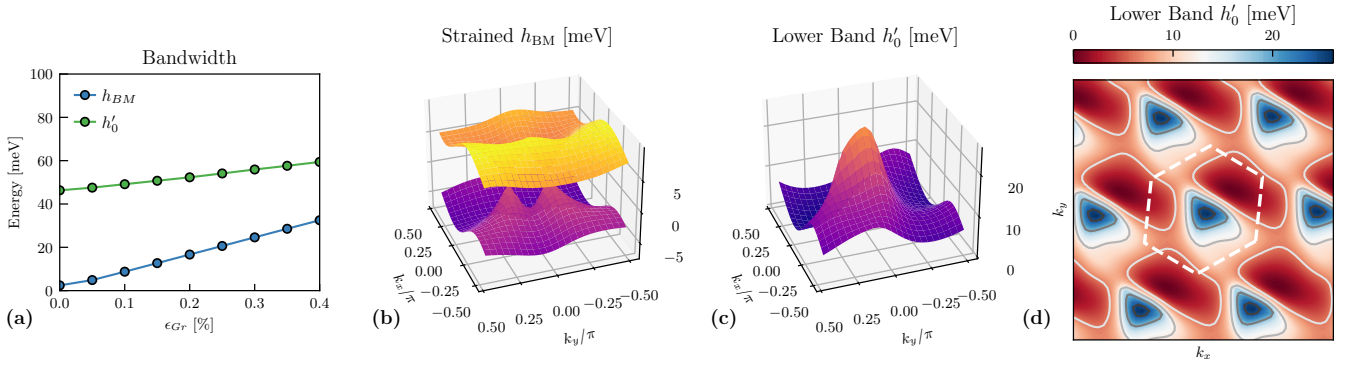 Bandwidth
100
80
60
40
20
0
Energy [meV]
h_BM
h′_0
0.0 0.1 0.2 0.3 0.4
ϵ_Gr [%]
(a)
Strained h_BM [meV]
5
0
−5
0.50
0.25
0.00
−0.25
−0.50
k_x/π
0.50
0.25
0.00
−0.25
−0.50
k_y/π
(b)
Lower Band h′_0 [meV]
20
10
0
0.50
0.25
0.00
−0.25
−0.50
k_x/π
0.50
0.25
0.00
−0.25
−0.50
k_y/π
(c)
Lower Band h′_0 [meV]
0 10 20
k_y
k_x
(d)